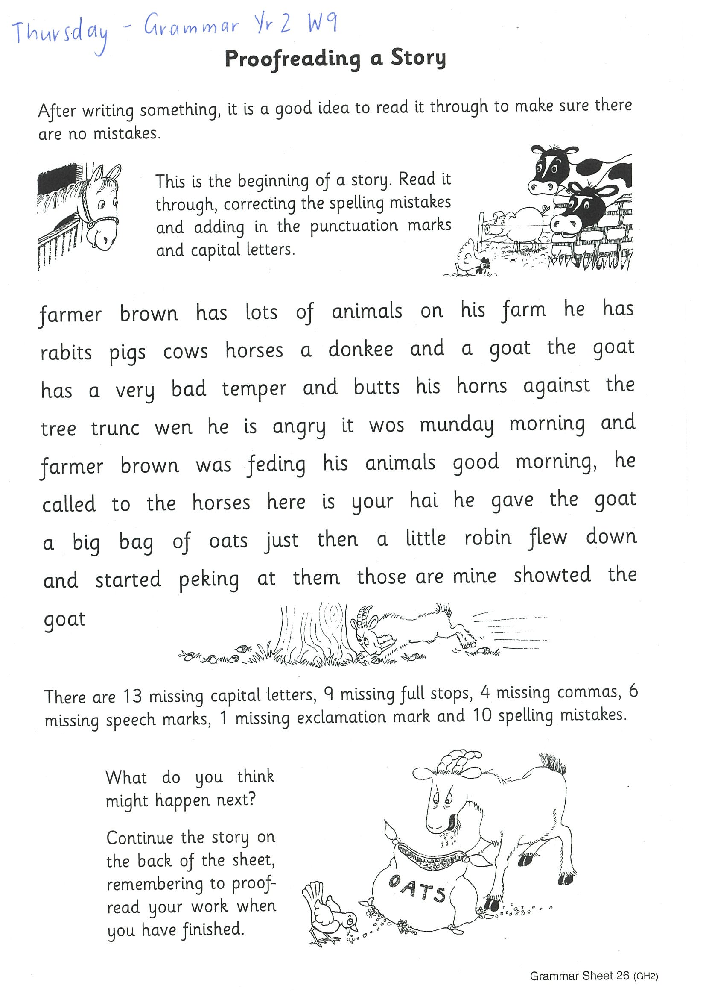 Thursday - Grammar Yr 2 W9
Proofreading a Story
After writing something, it is a good idea to read it through to make sure there
are no mistakes.
This is the beginning of a story. Read it
through, correcting the spelling mistakes
and adding in the punctuation marks
and capital letters.
farmer brown has lots of animals on his farm he has
rabits pigs cows horses a donkee and a goat the goat
has a very bad temper and butts his horns against the
tree trunc wen he is angry it wos munday morning and
farmer brown was feding his animals good morning, he
called to the horses here is your hai he gave the goat
a big bag of oats just then a little robin flew down
and started peking at them those are mine showted the
goat
There are 13 missing capital letters, 9 missing full stops, 4 missing commas, 6
missing speech marks, 1 missing exclamation mark and 10 spelling mistakes.
What do you think
might happen next?
Continue the story on
the back of the sheet,
remembering to proof-
read your work when
you have finished.
OATS
Grammar Sheet 26 (GH2)